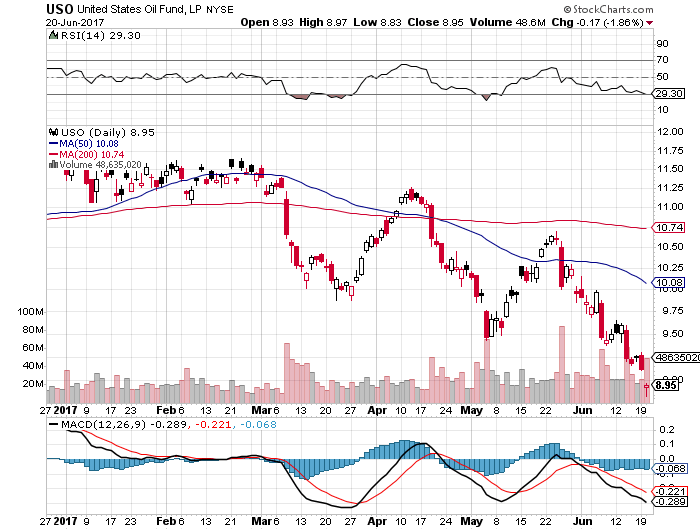 USO United States Oil Fund, LP NYSE © StockCharts.com
20-Jun-2017 Open 8.93 High 8.97 Low 8.83 Close 8.95 Volume 48.6M Chg -0.17 (-1.86%)
RSI(14) 29.30
90
70
50
30
29.30
10
USO (Daily) 8.95
MA(50) 10.08
MA(200) 10.74
Volume 48,635,020
12.00
11.75
11.50
11.25
11.00
10.74
10.50
10.25
10.08
10.00
9.75
9.50
48635020
8.95
100M
80M
60M
40M
20M
27 2017 9 17 23 Feb 6 13 21 Mar 6 13 20 27 Apr 10 17 24 May 8 15 22 Jun 12 19
MACD(12,26,9) -0.289, -0.221, -0.068
0.2
0.1
0.0
-0.068
-0.221
-0.289
27 2017 9 17 23 Feb 6 13 21 Mar 6 13 20 27 Apr 10 17 24 May 8 15 22 Jun 12 19